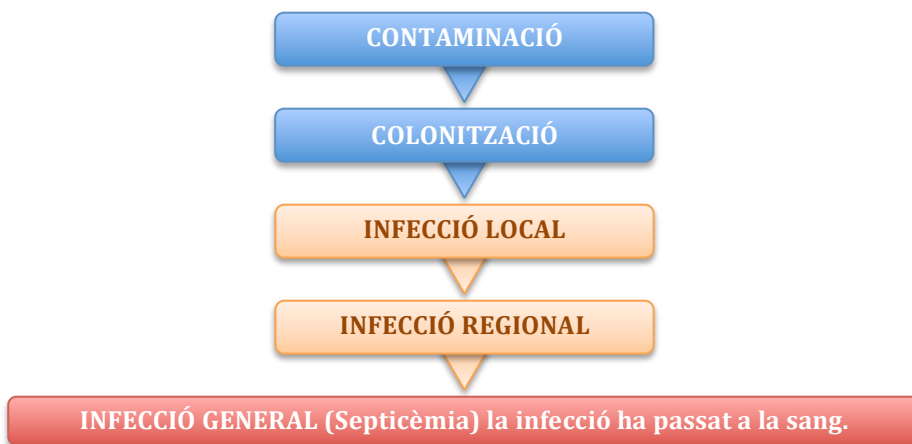 CONTAMINACIÓ
COLONITZACIÓ
INFECCIÓ LOCAL
INFECCIÓ REGIONAL
INFECCIÓ GENERAL (Septicèmia) la infecció ha passat a la sang.